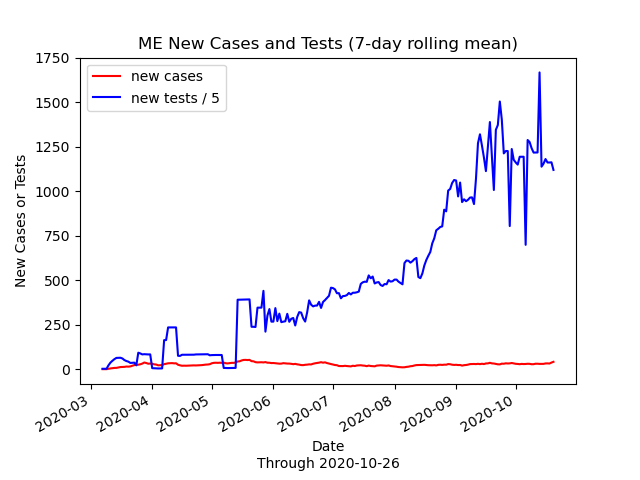 ME New Cases and Tests (7-day rolling mean)
new cases
new tests / 5
New Cases or Tests
1750
1500
1250
1000
750
500
250
0
2020-03
2020-04
2020-05
2020-06
2020-07
2020-08
2020-09
2020-10
Date
Through 2020-10-26